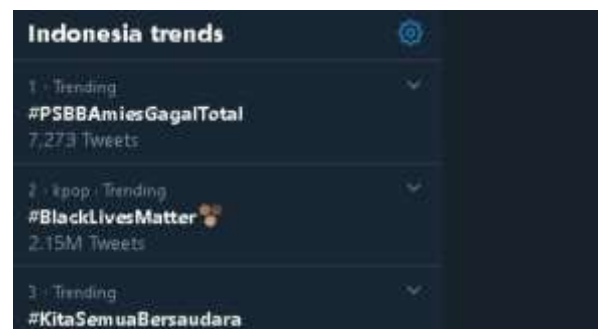 Indonesia trends
1 · Trending
#PSBBAmiesGagalTotal
7,273 Tweets
2 · kpop · Trending
#BlackLivesMatter
2.15M Tweets
3 · Trending
#KitaSemuaBersaudara